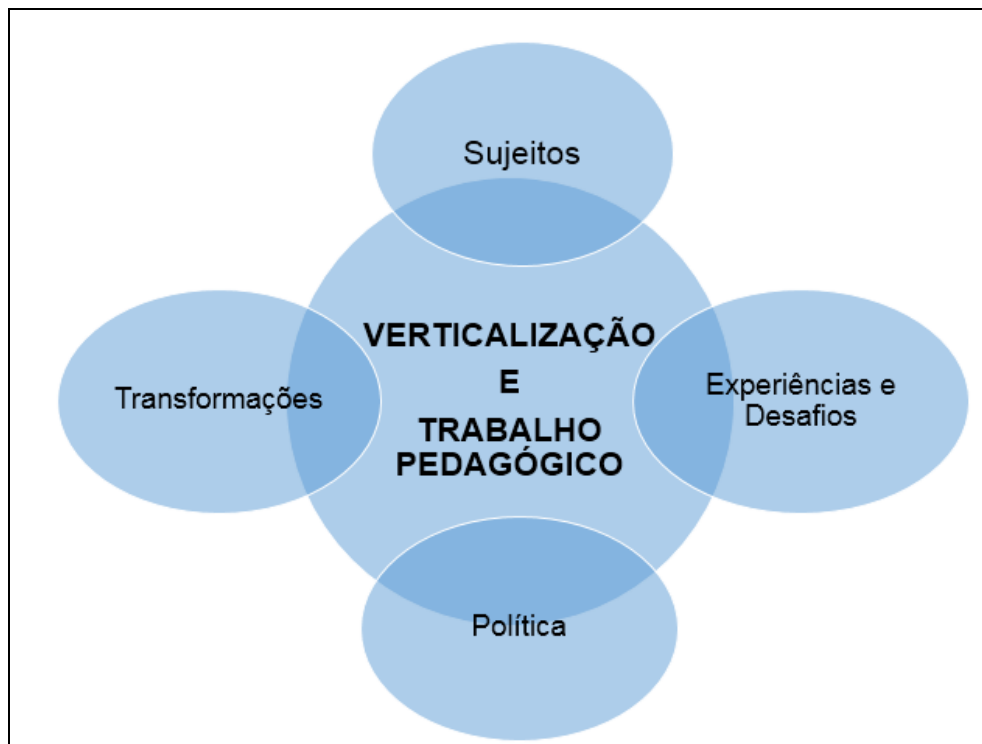 Sujeitos
VERTICALIZAÇÃO
E
TRABALHO
PEDAGÓGICO
Transformações
Experiências e
Desafios
Política